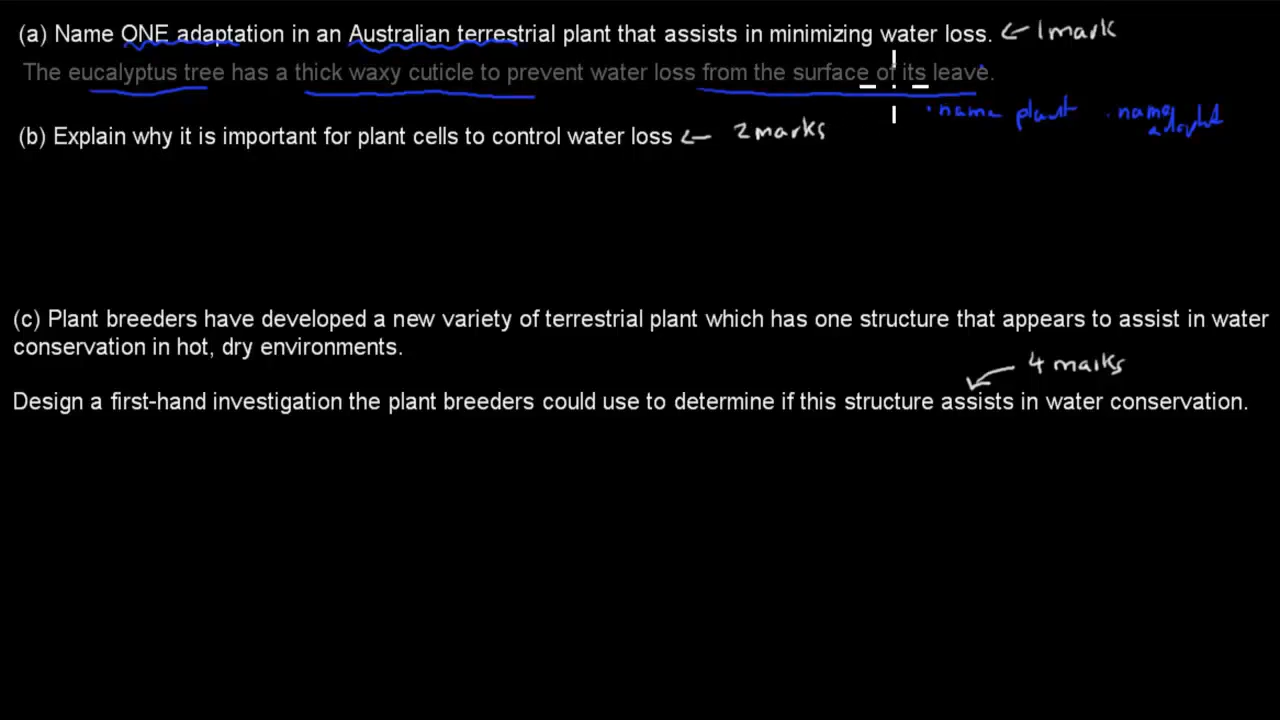 (a) Name ONE adaptation in an Australian terrestrial plant that assists in minimizing water loss. ← 1 mark
The eucalyptus tree has a thick waxy cuticle to prevent water loss from the surface of its leave.
· name plant · name
(b) Explain why it is important for plant cells to control water loss ← 2 marks
(c) Plant breeders have developed a new variety of terrestrial plant which has one structure that appears to assist in water
conservation in hot, dry environments.
4 marks
Design a first-hand investigation the plant breeders could use to determine if this structure assists in water conservation.